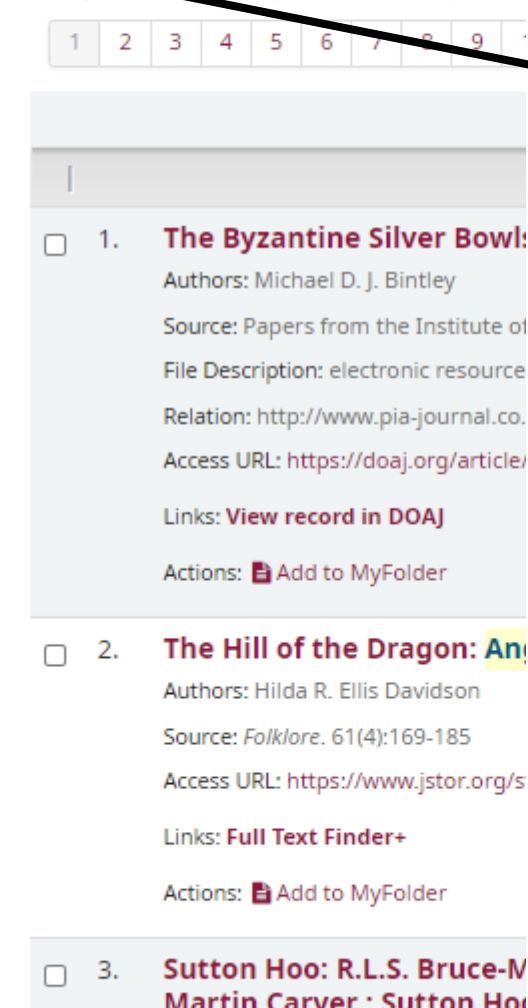 1 2 3 4 5 6 7 8 9
1. The Byzantine Silver Bowls
Authors: Michael D. J. Bintley
Source: Papers from the Institute of
File Description: electronic resource
Relation: http://www.pia-journal.co.
Access URL: https://doaj.org/article/
Links: View record in DOAJ
Actions: Add to MyFolder
2. The Hill of the Dragon: Ang
Authors: Hilda R. Ellis Davidson
Source: Folklore. 61(4):169-185
Access URL: https://www.jstor.org/s
Links: Full Text Finder+
Actions: Add to MyFolder
3. Sutton Hoo: R.L.S. Bruce-M
Martin Carver ; Sutton Hoo